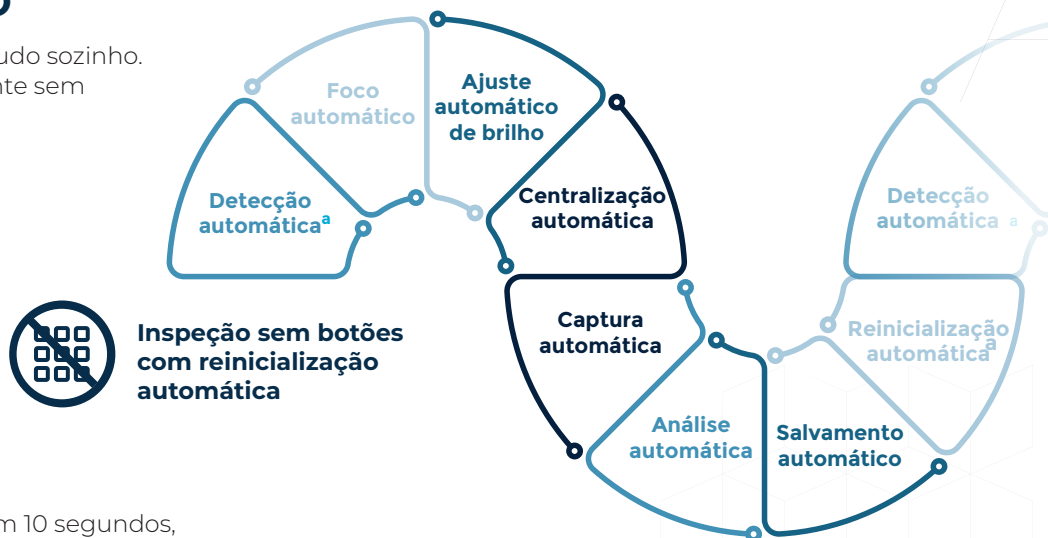 udo sozinho.
nte sem
Detecção
automáticaª
Foco
automático
Ajuste
automático
de brilho
Centralização
automática
Captura
automática
Análise
automática
Salvamento
automático
Reinicialização
automáticaª
Detecção
automática ª
Inspeção sem botões
com reinicialização
automática
m 10 segundos,